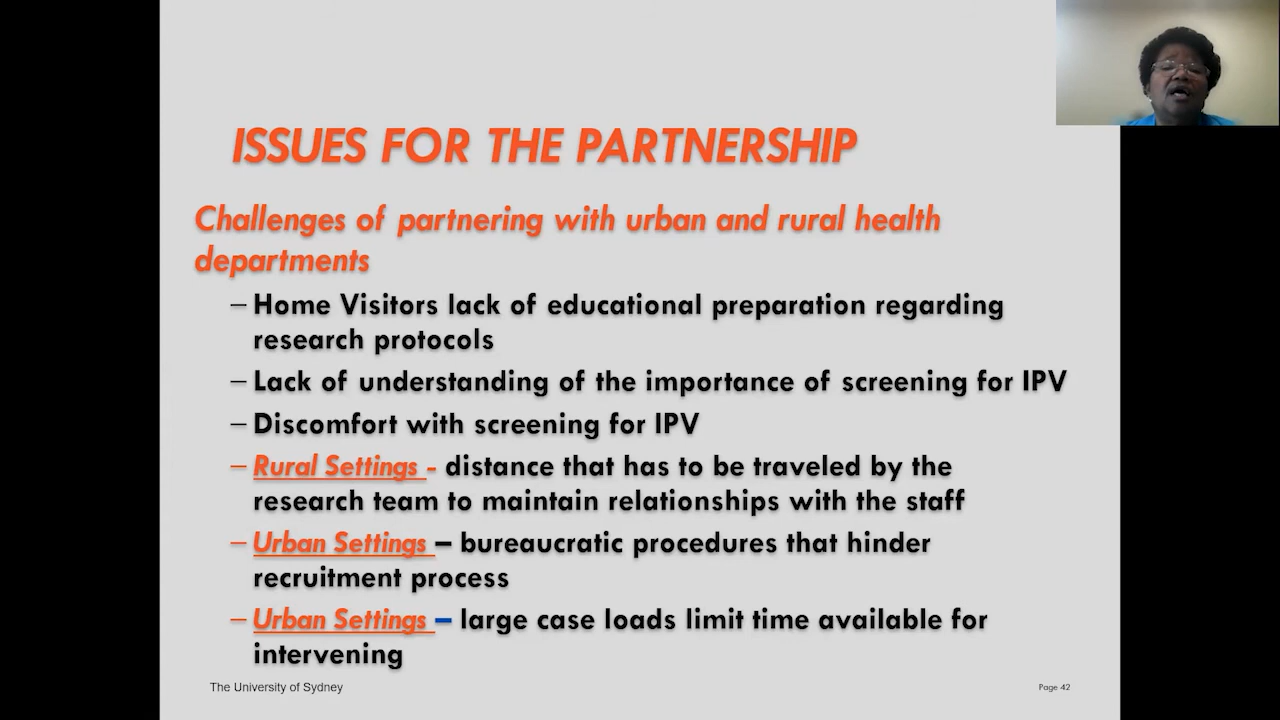 ISSUES FOR THE PARTNERSHIP
Challenges of partnering with urban and rural health
departments
– Home Visitors lack of educational preparation regarding
research protocols
– Lack of understanding of the importance of screening for IPV
– Discomfort with screening for IPV
– Rural Settings - distance that has to be traveled by the
research team to maintain relationships with the staff
– Urban Settings – bureaucratic procedures that hinder
recruitment process
– Urban Settings – large case loads limit time available for
intervening
The University of Sydney
Page 42